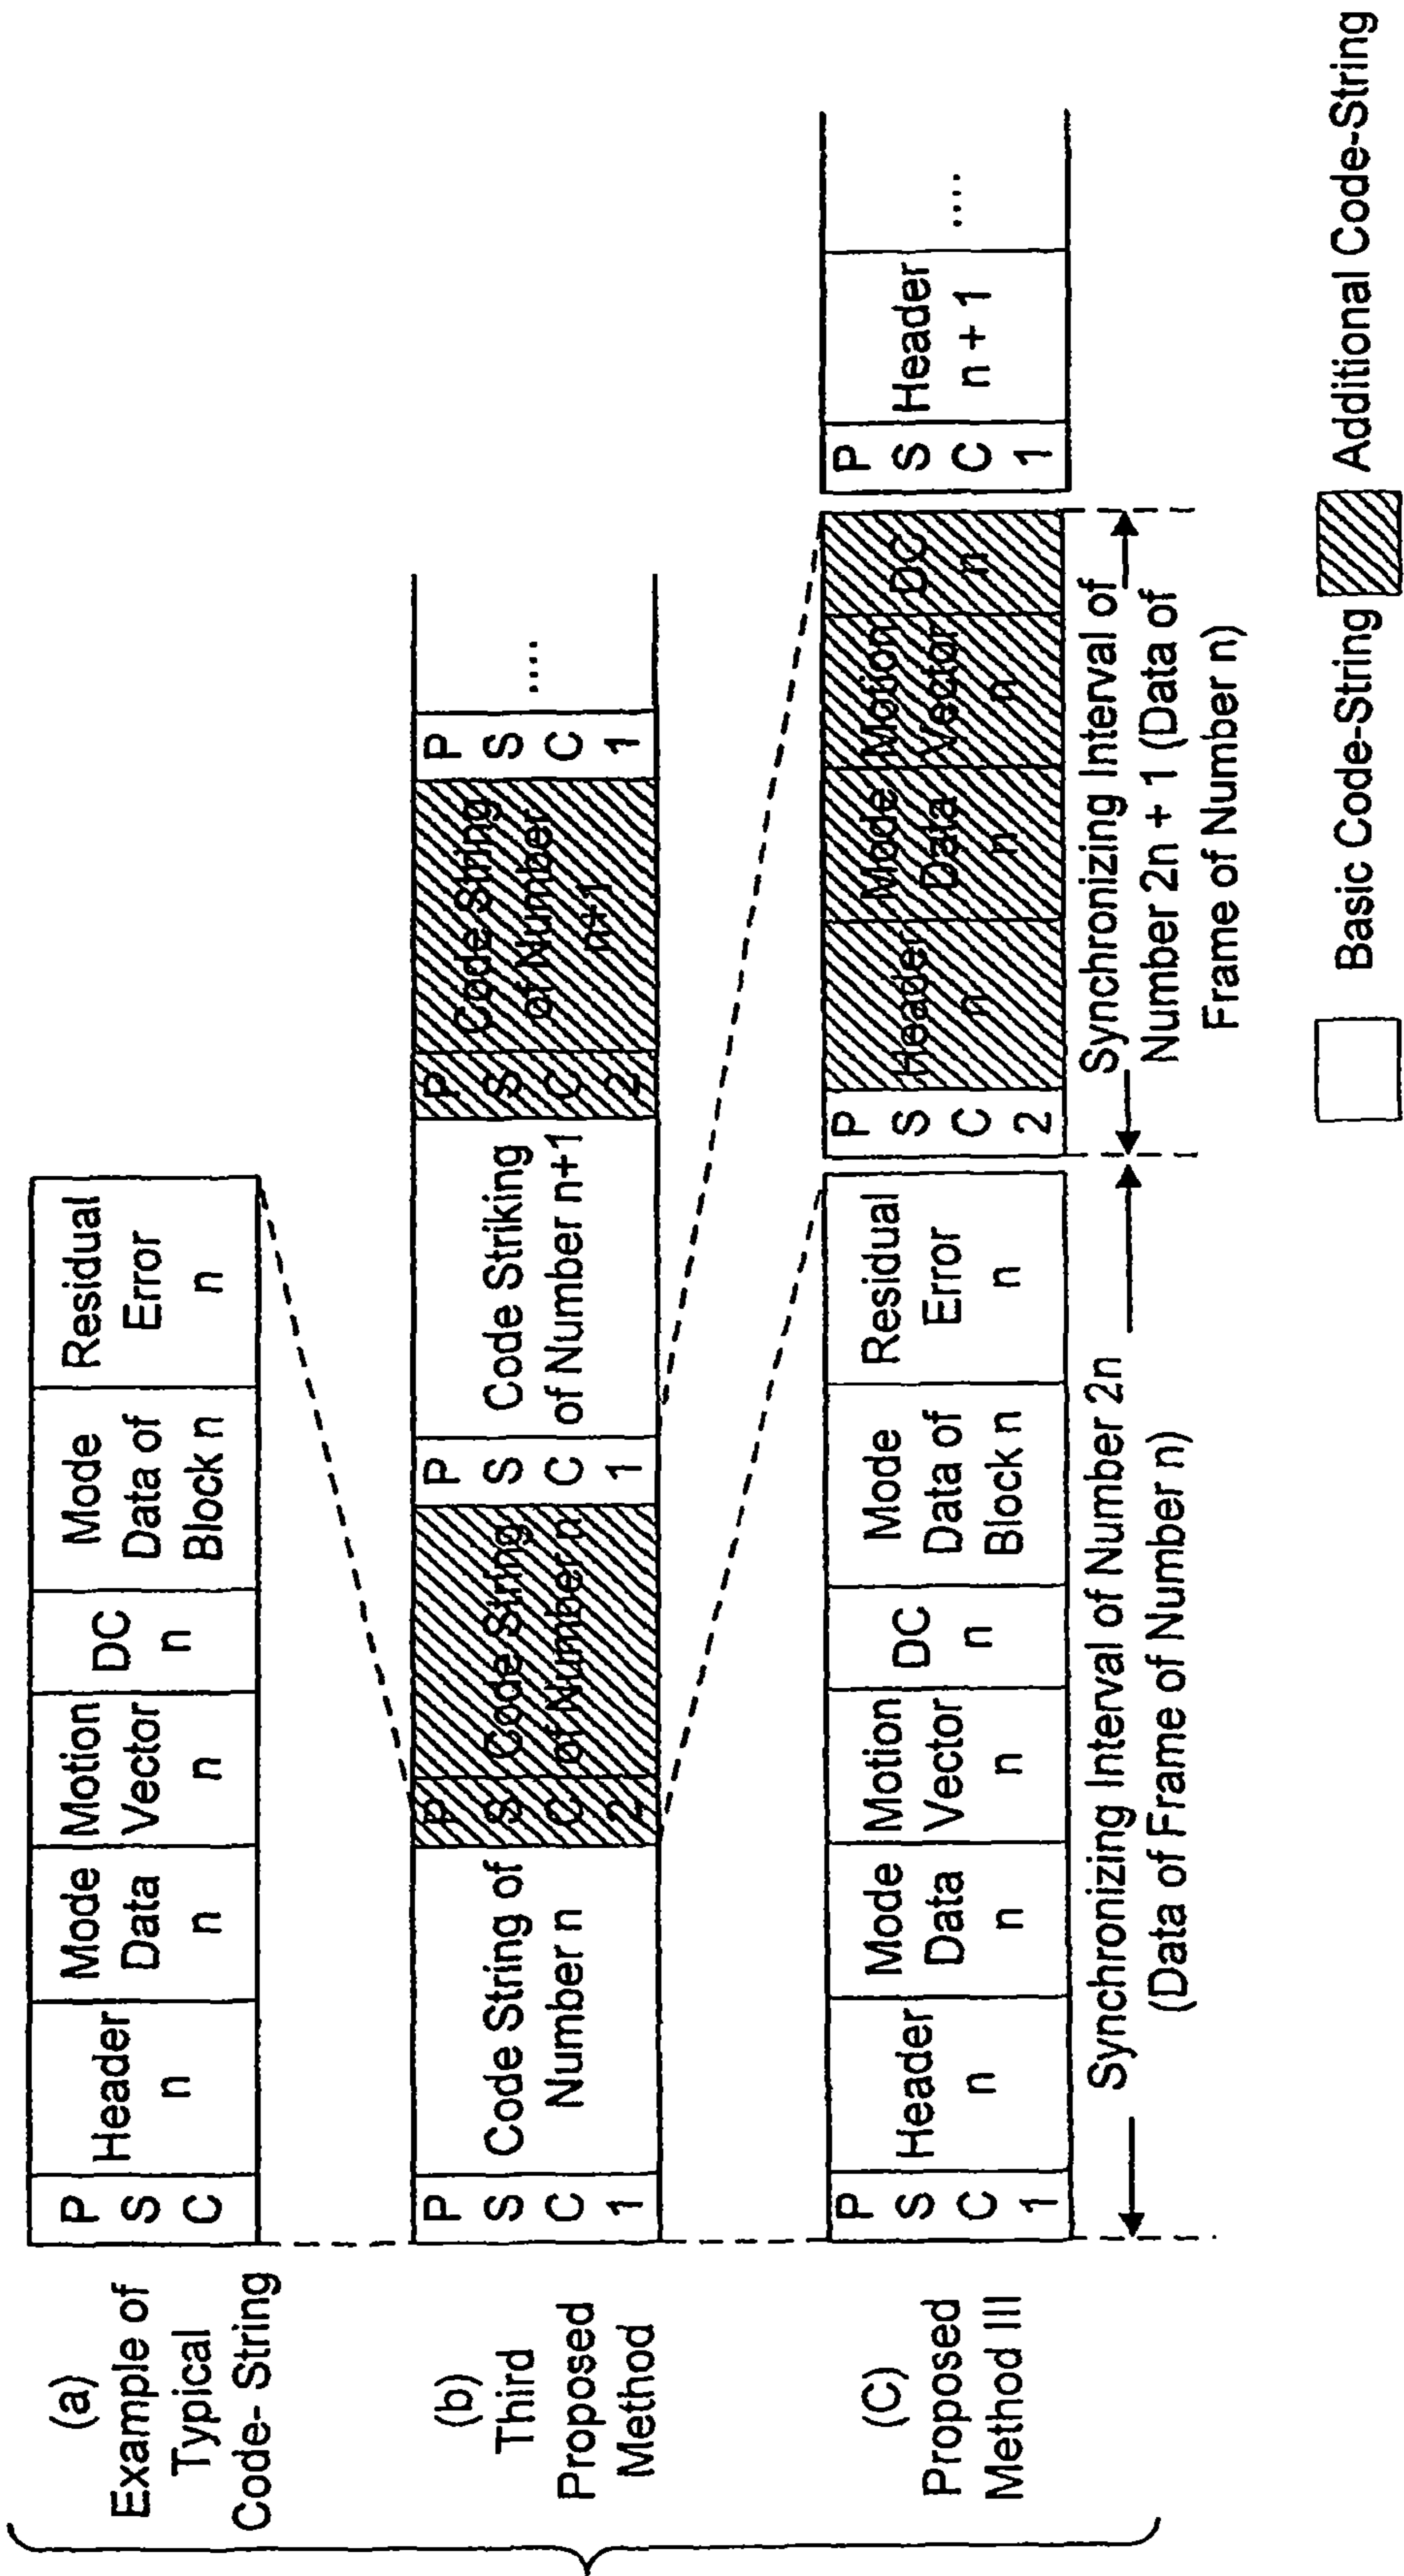 (a)
Example of
Typical
Code- String
P
S
C
Header
n
Mode
Data
n
Motion
Vector
n
DC
n
Mode
Data of
Block n
Residual
Error
n
(b)
Third
Proposed
Method
P
S
C
1
Code String of
Number n
P
S
C
2
Code String
of Number n
P
S
C
1
Code Striking
of Number n+1
P
S
C
2
Code String
of Number
n+1
P
S
C
1
....
(C)
Proposed
Method III
P
S
C
1
Header
n
Mode
Data
n
Motion
Vector
n
DC
n
Mode
Data of
Block n
Residual
Error
n
P
S
C
2
Header
n
Mode
Data
n
Motion
Vector
n
DC
n
P
S
C
1
Header
n + 1
....
Synchronizing Interval of Number 2n
(Data of Frame of Number n)
Synchronizing Interval of
Number 2n + 1 (Data of
Frame of Number n)
Basic Code-String
Additional Code-String